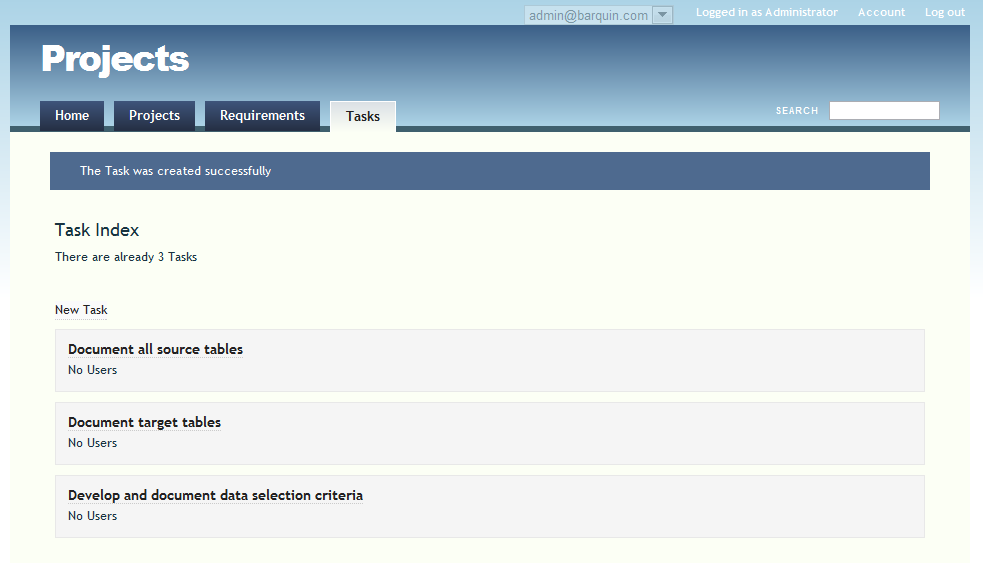 admin@barquin.com
Logged in as Administrator Account Log out
Projects
Home Projects Requirements Tasks
SEARCH
The Task was created successfully
Task Index
There are already 3 Tasks
New Task
Document all source tables
No Users
Document target tables
No Users
Develop and document data selection criteria
No Users